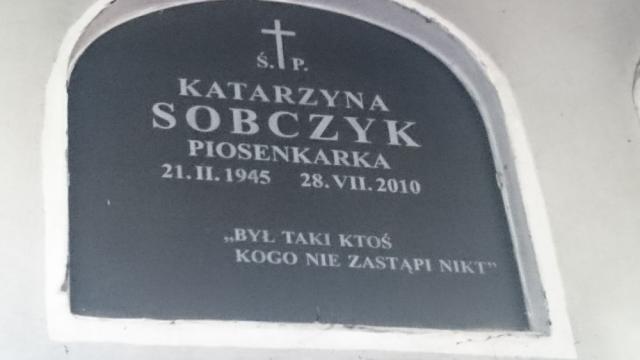 Ś. P.
KATARZYNA
SOBCZYK
PIOSENKARKA
21.II.1945 28.VII.2010
„BYŁ TAKI KTOŚ
KOGO NIE ZASTĄPI NIKT”